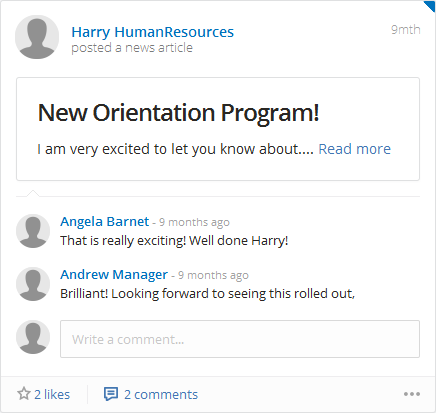 Harry HumanResources
9mth
posted a news article
New Orientation Program!
I am very excited to let you know about.... Read more
Angela Barnet - 9 months ago
That is really exciting! Well done Harry!
Andrew Manager - 9 months ago
Brilliant! Looking forward to seeing this rolled out,
Write a comment...
2 likes
2 comments